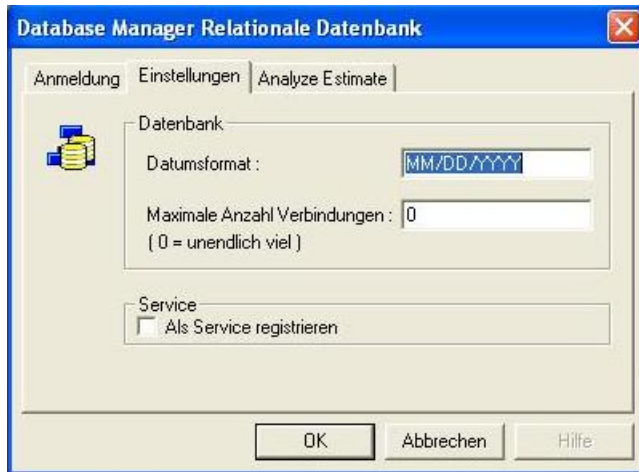 Database Manager Relationale Datenbank
Anmeldung Einstellungen Analyze Estimate
Datenbank
Datumsformat : MM/DD/YYYY
Maximale Anzahl Verbindungen : 0
( 0 = unendlich viel )
Service
Als Service registrieren
OK Abbrechen Hilfe